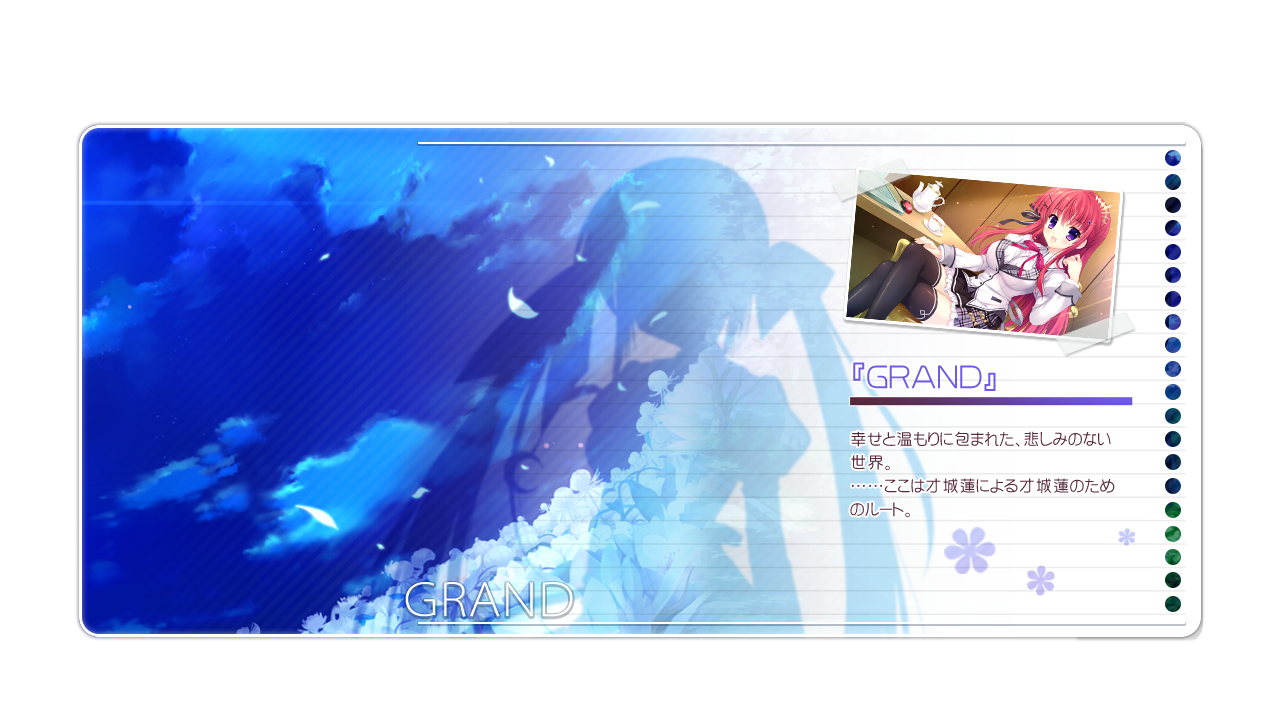 『GRAND』
幸せと温もりに包まれた、悲しみのない
世界。
……ここは才城蓮による才城蓮のため
のルート。
GRAND